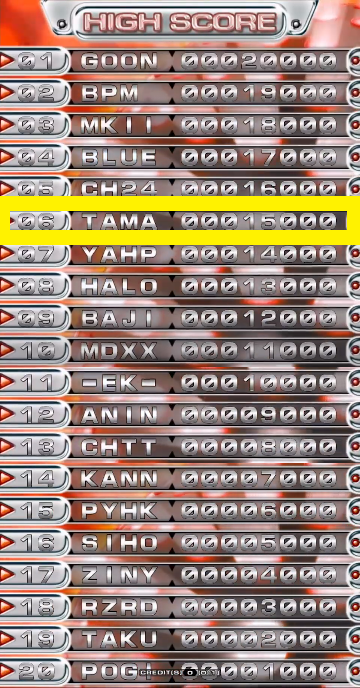 HIGH SCORE
01 GOON 00020000
02 BPM 00019000
03 MKII 00018000
04 BLUE 00017000
05 CH24 00016000
06 TAMA 00015000
07 YAHP 00014000
08 HALO 00013000
09 BAJI 00012000
10 MDXX 00011000
11 -EK- 00010000
12 ANIN 00009000
13 CHTT 00008000
14 KANN 00007000
15 PYHK 00006000
16 SIHO 00005000
17 ZINY 00004000
18 RZRD 00003000
19 TAKU 00002000
20 POGI 00001000
CREDIT(S) 0